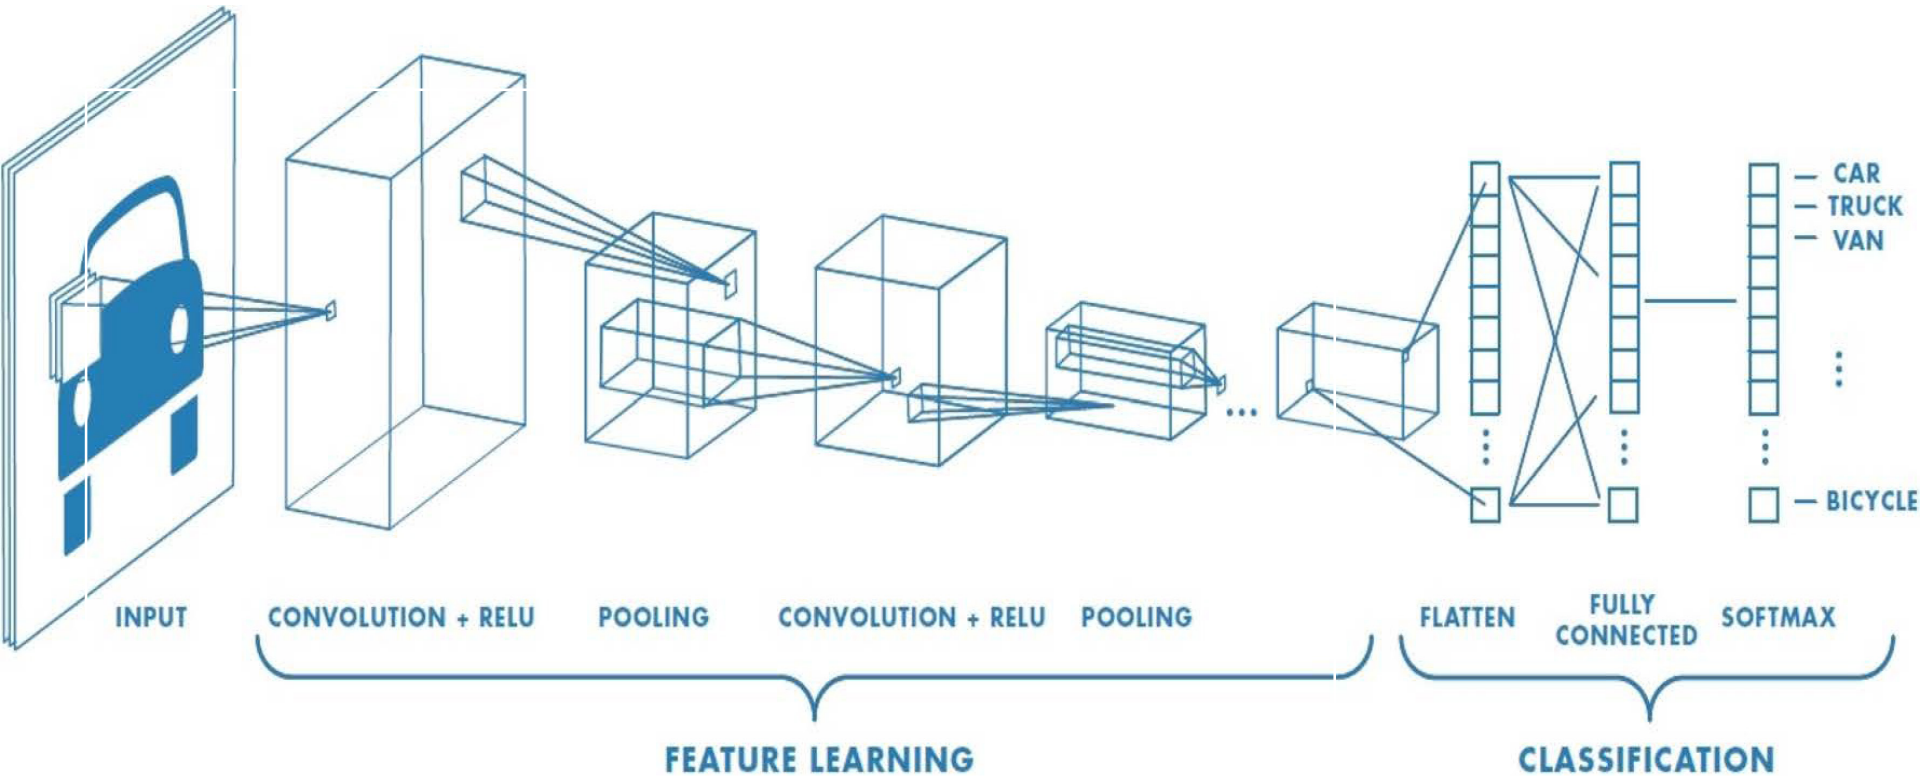 CAR
TRUCK
VAN
BICYCLE
INPUT
CONVOLUTION + RELU
POOLING
CONVOLUTION + RELU
POOLING
FLATTEN
FULLY
CONNECTED
SOFTMAX
FEATURE LEARNING
CLASSIFICATION